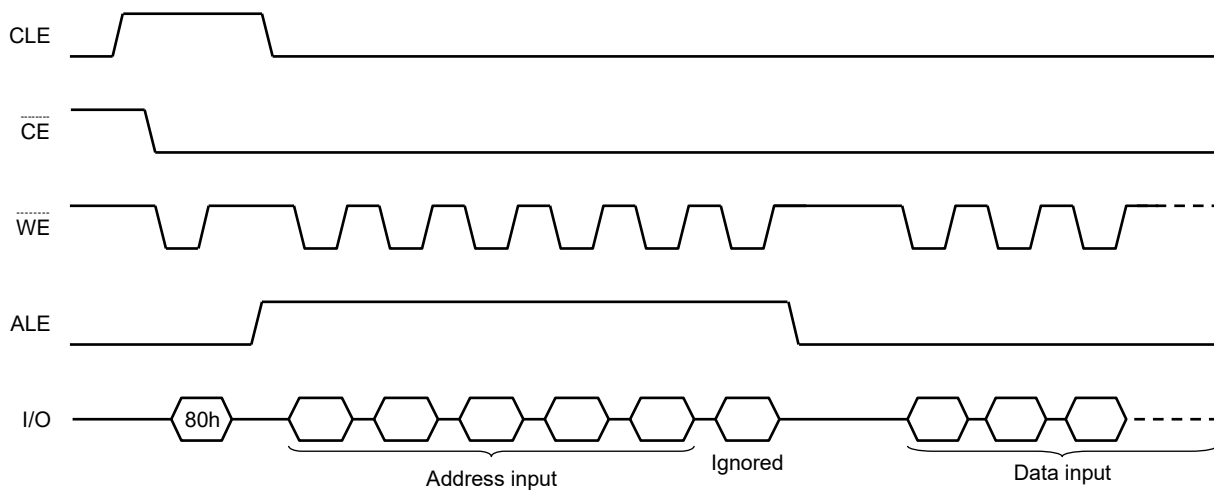 CLE
CE
WE
ALE
I/O
80h
Address input
Ignored
Data input